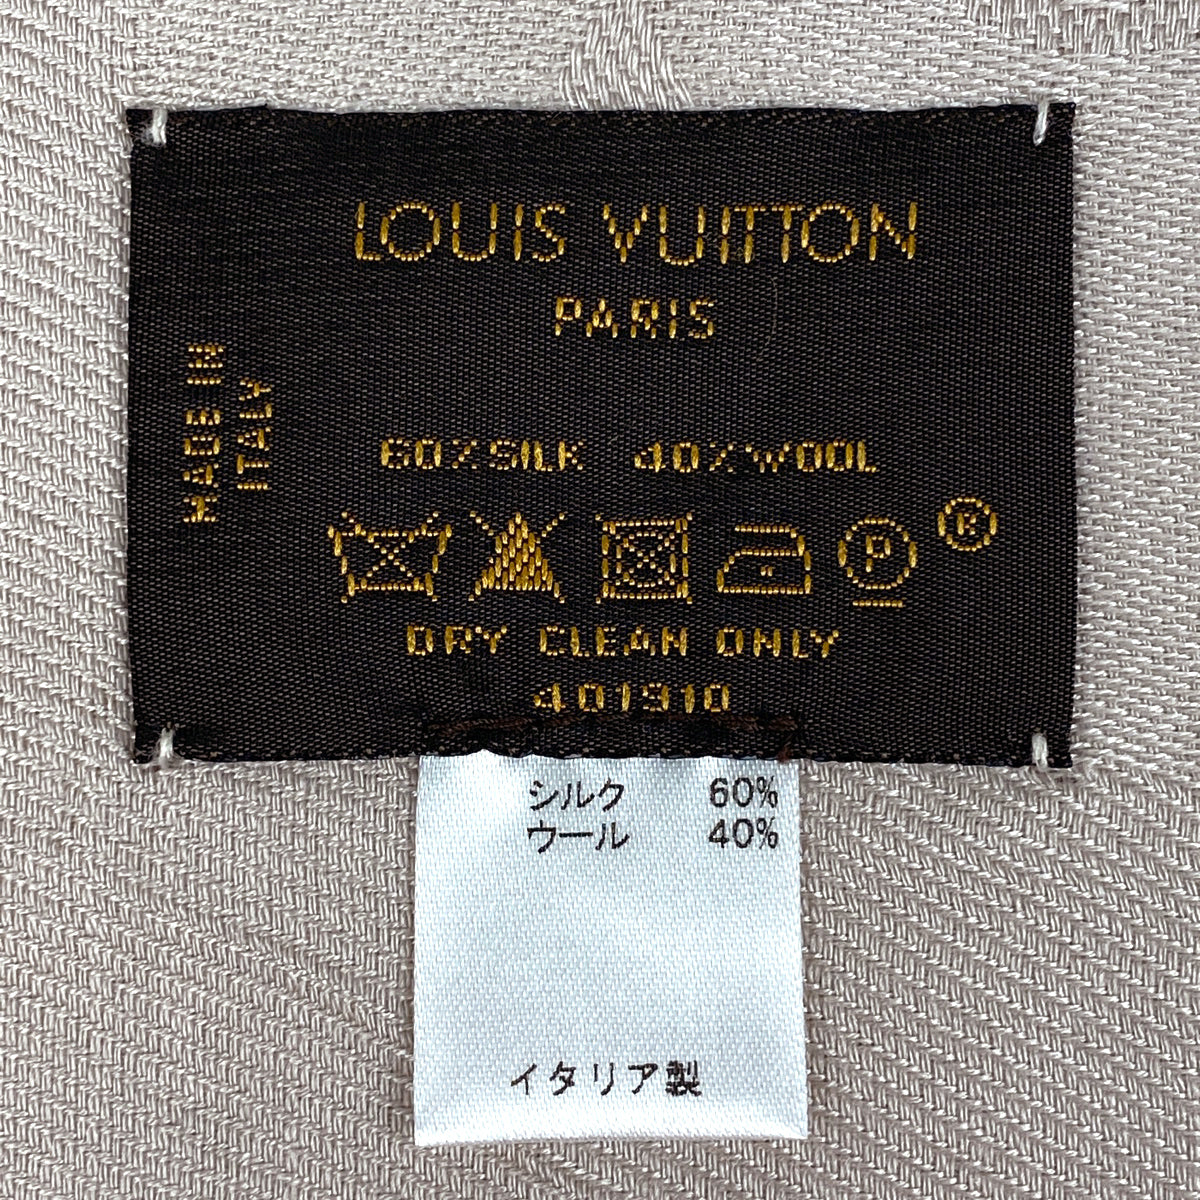 LOUIS VUITTON
PARIS
MADE IN
ITALY
60% SILK 40% WOOL
P
®
DRY CLEAN ONLY
401910
シルク 60%
ウール 40%
イタリア製